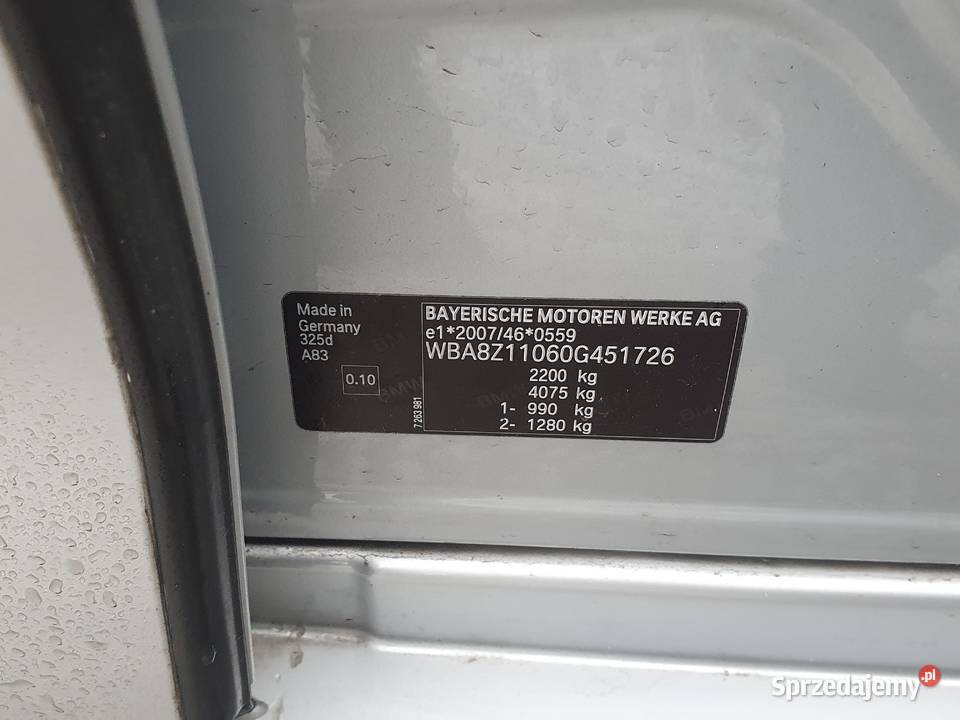 Made in
Germany
325d
A83
0.10
7 263 981
BAYERISCHE MOTOREN WERKE AG
e1*2007/46*0559
WBA8Z11060G451726
2200 kg
4075 kg
1- 990 kg
2- 1280 kg
Sprzedajemy.pl